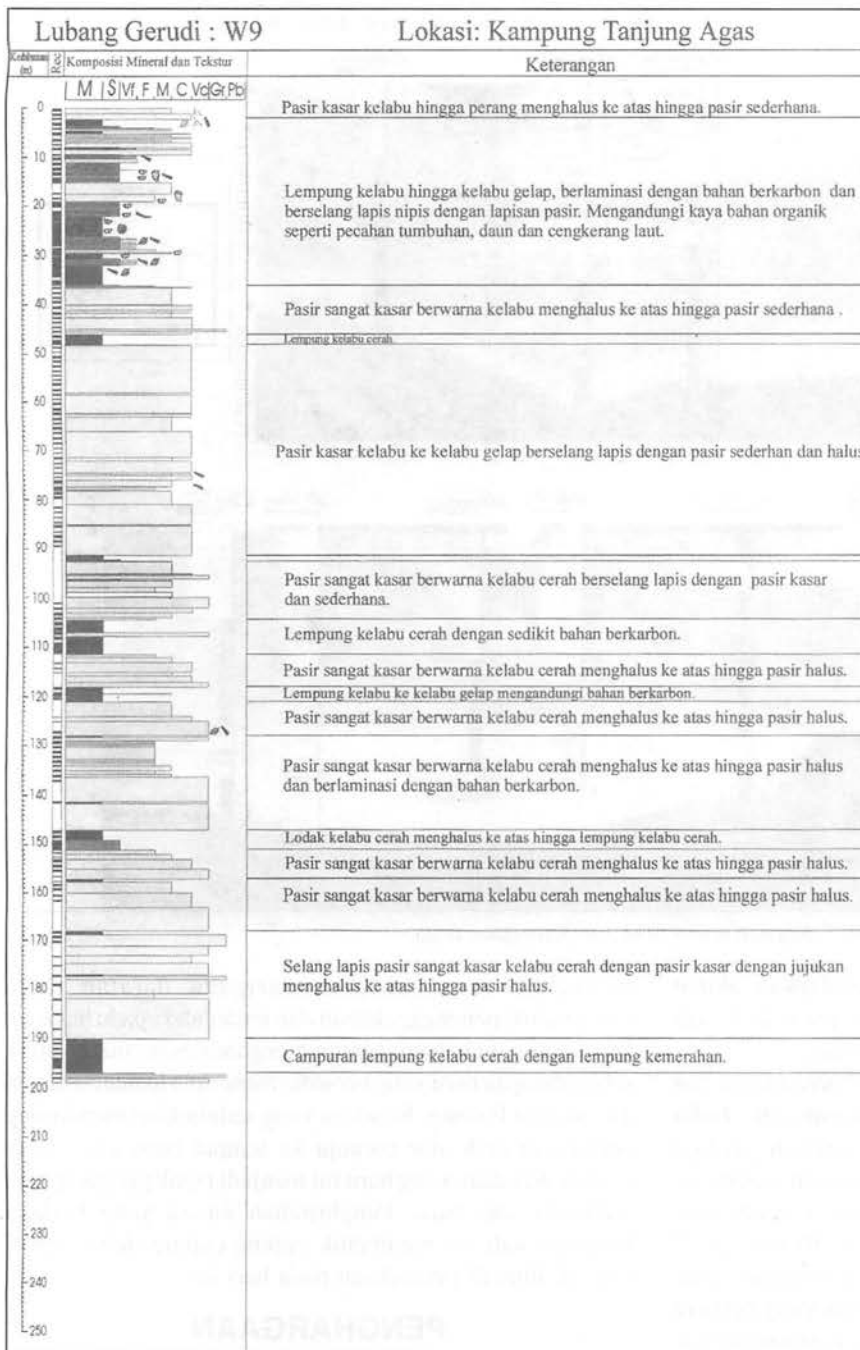 Lubang Gerudi : W9
Lokasi: Kampung Tanjung Agas
Kedalaman (m)
Rec
Komposisi Mineral dan Tekstur
Keterangan
M S Vf F M C Vc Gr Pb
0
Pasir kasar kelabu hingga perang menghalus ke atas hingga pasir sederhana.
10
Lempung kelabu hingga kelabu gelap, berlaminasi dengan bahan berkarbon dan
20
berselang lapis nipis dengan lapisan pasir. Mengandungi kaya bahan organik
seperti pecahan tumbuhan, daun dan cengkerang laut.
30
40
Pasir sangat kasar berwarna kelabu menghalus ke atas hingga pasir sederhana .
Lempung kelabu cerah.
50
60
70
Pasir kasar kelabu ke kelabu gelap berselang lapis dengan pasir sederhan dan halus
80
90
Pasir sangat kasar berwarna kelabu cerah berselang lapis dengan pasir kasar
100
dan sederhana.
Lempung kelabu cerah dengan sedikit bahan berkarbon.
110
Pasir sangat kasar berwarna kelabu cerah menghalus ke atas hingga pasir halus.
120
Lempung kelabu ke kelabu gelap mengandungi bahan berkarbon.
Pasir sangat kasar berwarna kelabu cerah menghalus ke atas hingga pasir halus.
130
Pasir sangat kasar berwarna kelabu cerah menghalus ke atas hingga pasir halus
dan berlaminasi dengan bahan berkarbon.
140
150
Lodak kelabu cerah menghalus ke atas hingga lempung kelabu cerah.
Pasir sangat kasar berwarna kelabu cerah menghalus ke atas hingga pasir halus.
160
Pasir sangat kasar berwarna kelabu cerah menghalus ke atas hingga pasir halus.
170
Selang lapis pasir sangat kasar kelabu cerah dengan pasir kasar dengan jujukan
180
menghalus ke atas hingga pasir halus.
190
Campuran lempung kelabu cerah dengan lempung kemerahan.
200
210
220
230
240
250
PENGHARGAAN